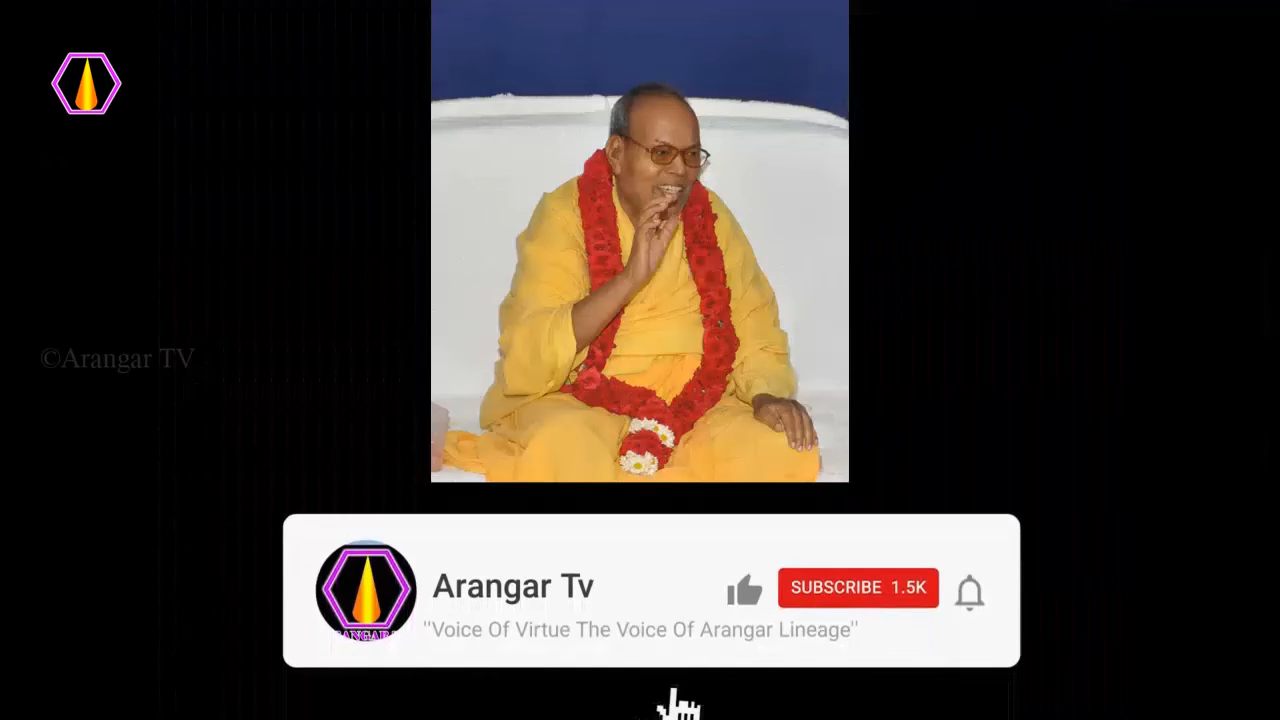 ©Arangar TV
Arangar Tv
SUBSCRIBE 1.5K
"Voice Of Virtue The Voice Of Arangar Lineage"